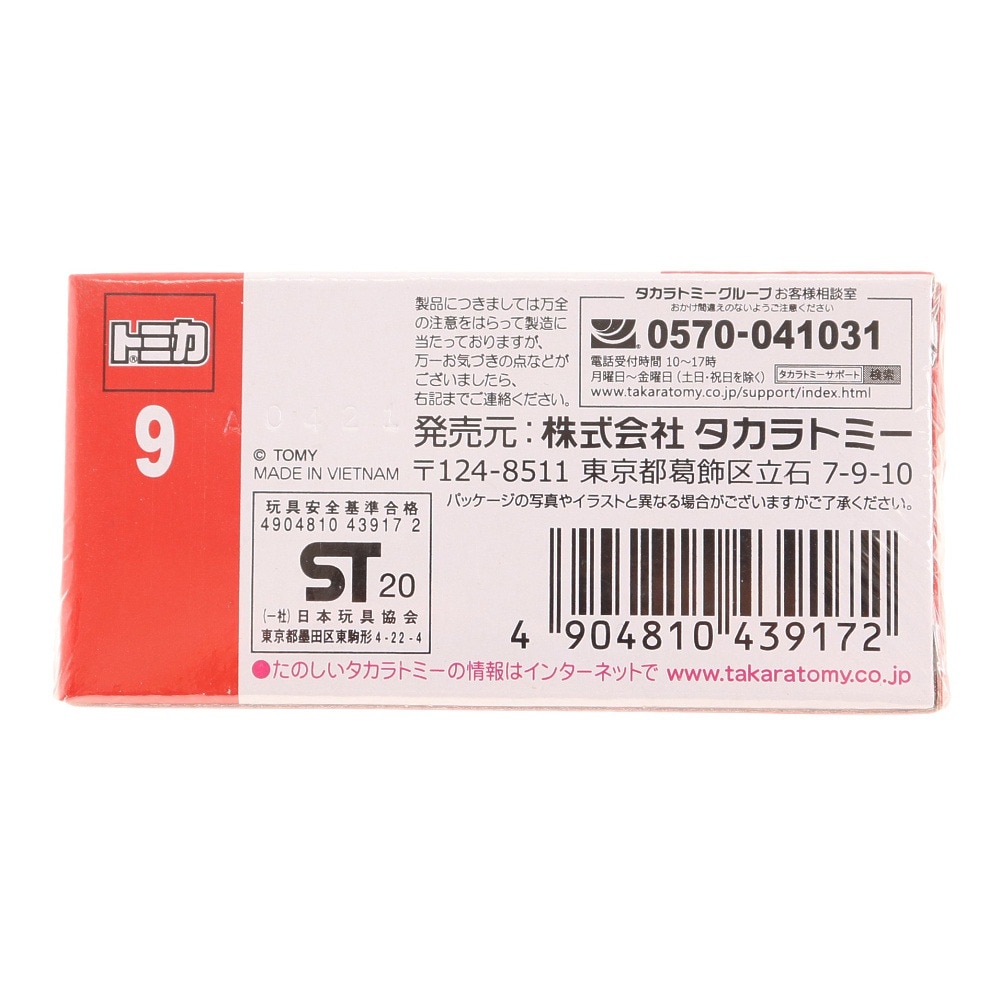 トミカ
®
9
A 0421
© TOMY
MADE IN VIETNAM
玩具安全基準合格
4904810 43917 2
ST 20
(一社)日本玩具協会
東京都墨田区東駒形4-22-4
製品につきましては万全
の注意をはらって製造に
当たっておりますが、
万一お気づきの点などが
ございましたら、
右記までご連絡ください。
タカラトミーグループ お客様相談室
おかけ間違えのないようご注意ください
0570-041031
電話受付時間 10〜17時
月曜日〜金曜日(土日・祝日を除く) タカラトミーサポート 検索
www.takaratomy.co.jp/support/index.html
発売元:株式会社 タカラトミー
〒124-8511 東京都葛飾区立石 7-9-10
パッケージの写真やイラストと異なる場合がございますがご了承ください。
4 904810 439172
●たのしいタカラトミーの情報はインターネットで www.takaratomy.co.jp